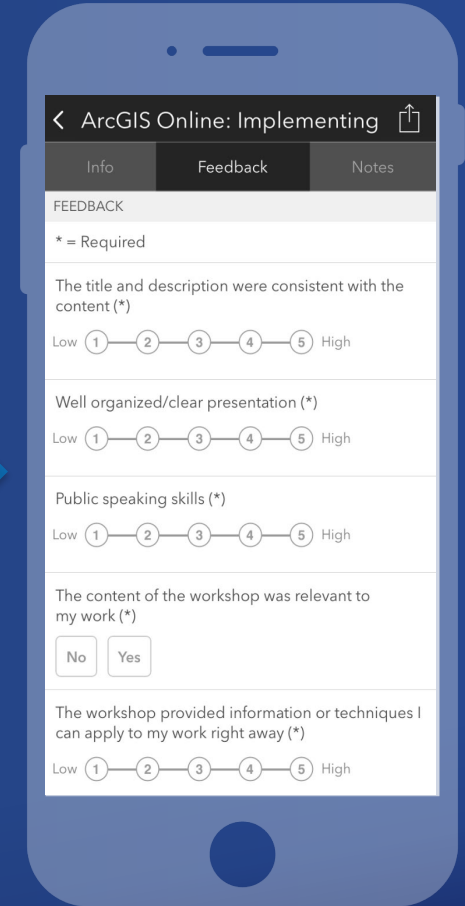 ArcGIS Online: Implementing
Info Feedback Notes
FEEDBACK
* = Required
The title and description were consistent with the
content (*)
Low 1 2 3 4 5 High
Well organized/clear presentation (*)
Low 1 2 3 4 5 High
Public speaking skills (*)
Low 1 2 3 4 5 High
The content of the workshop was relevant to
my work (*)
No Yes
The workshop provided information or techniques I
can apply to my work right away (*)
Low 1 2 3 4 5 High